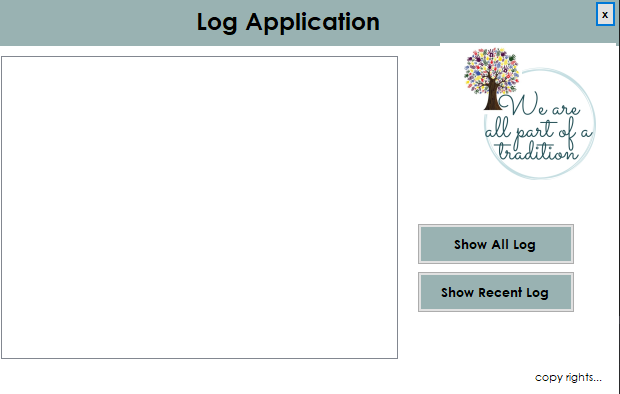 Log Application
x
We are
all part of a
tradition
Show All Log
Show Recent Log
copy rights...